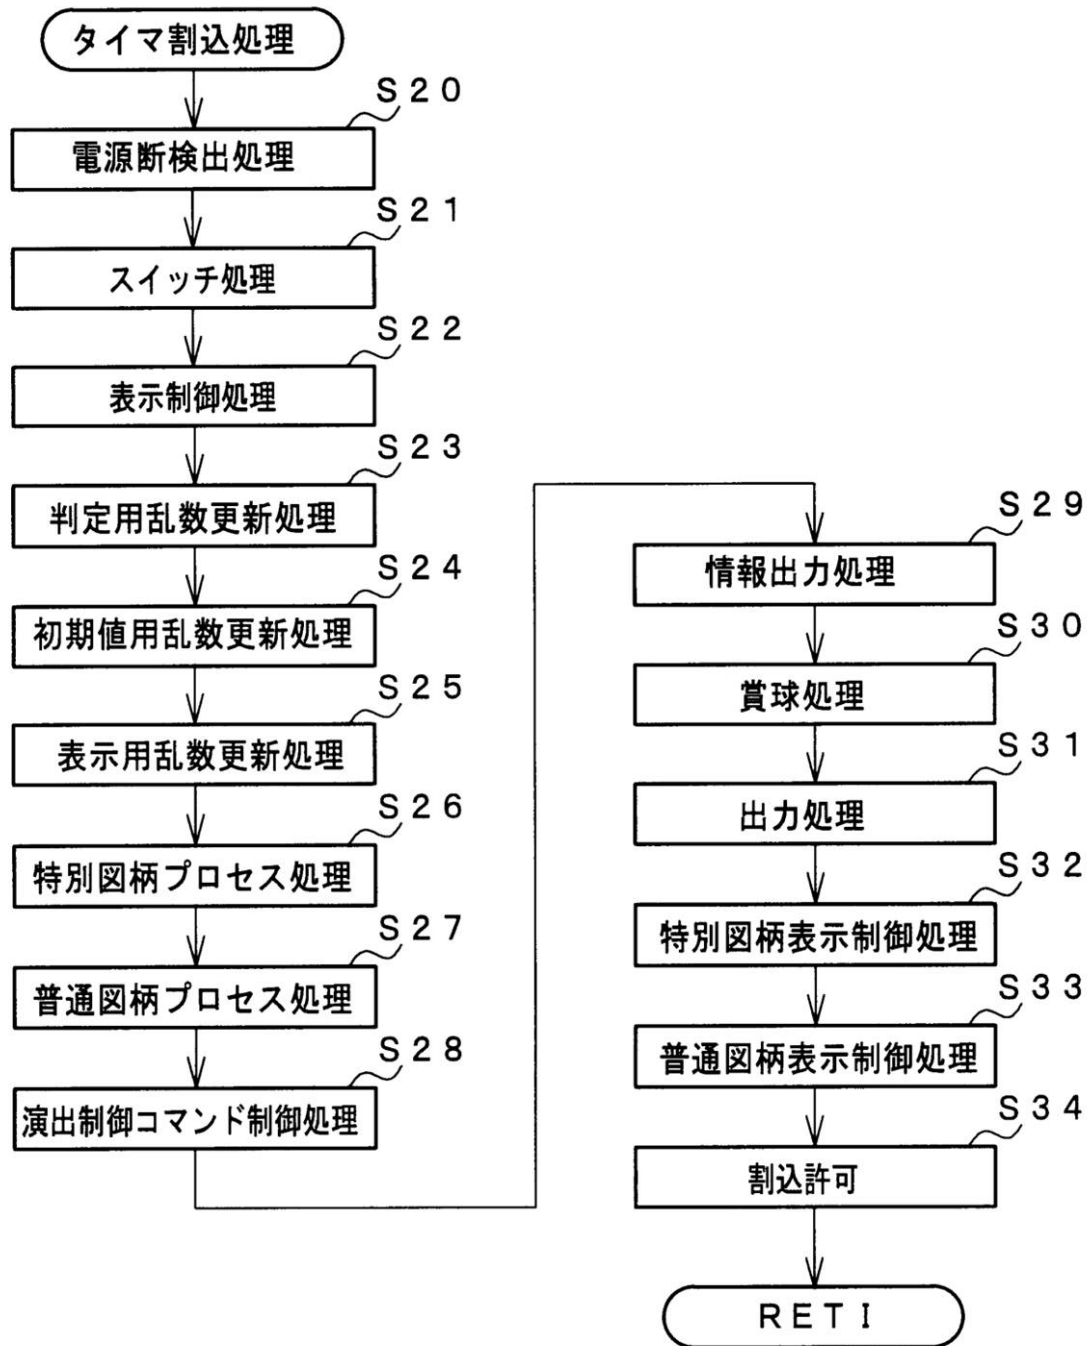 タイマ割込処理
S20
電源断検出処理
S21
スイッチ処理
S22
表示制御処理
S23
判定用乱数更新処理
S24
初期値用乱数更新処理
S25
表示用乱数更新処理
S26
特別図柄プロセス処理
S27
普通図柄プロセス処理
S28
演出制御コマンド制御処理
S29
情報出力処理
S30
賞球処理
S31
出力処理
S32
特別図柄表示制御処理
S33
普通図柄表示制御処理
S34
割込許可
RETI